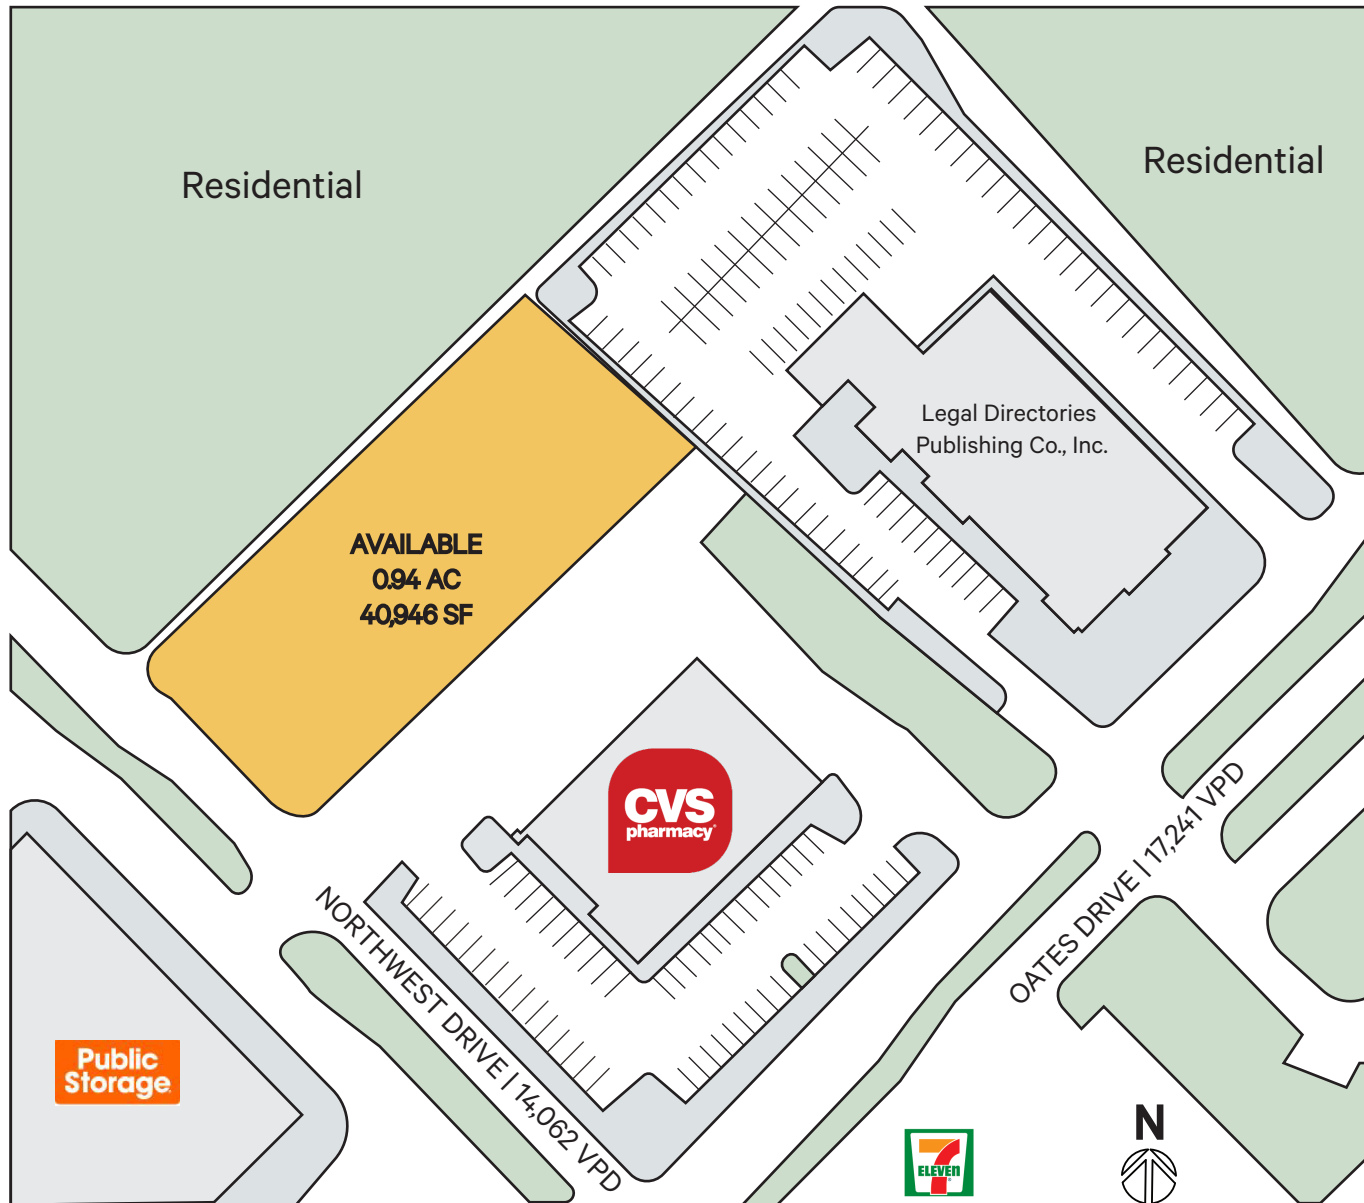 Residential
Residential
Legal Directories
Publishing Co., Inc.
AVAILABLE
0.94 AC
40,946 SF
CVS
pharmacy
OATES DRIVE | 17,241 VPD
NORTHWEST DRIVE | 14,062 VPD
Public
Storage
7
ELEVEn
N